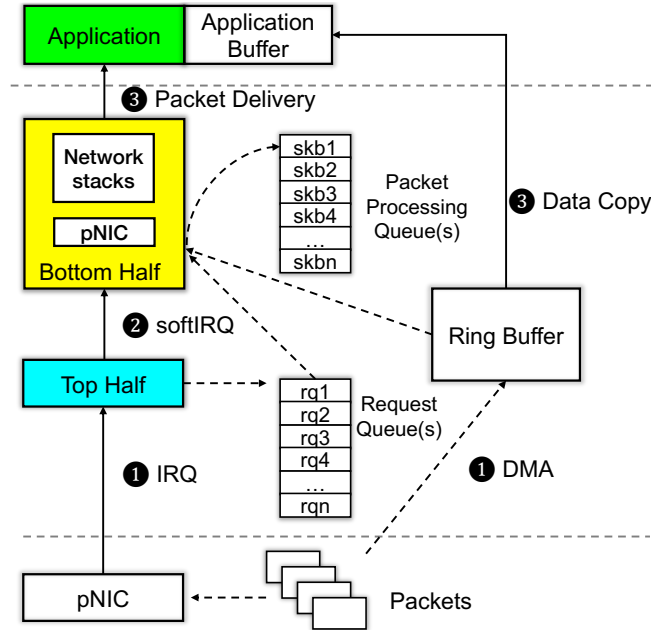 Application
Application
Buffer
❸ Packet Delivery
Network
stacks
pNIC
Bottom Half
skb1
skb2
skb3
skb4
...
skbn
Packet
Processing
Queue(s)
❸ Data Copy
Ring Buffer
❷ softIRQ
Top Half
rq1
rq2
rq3
rq4
...
rqn
Request
Queue(s)
❶ IRQ
❶ DMA
pNIC
Packets